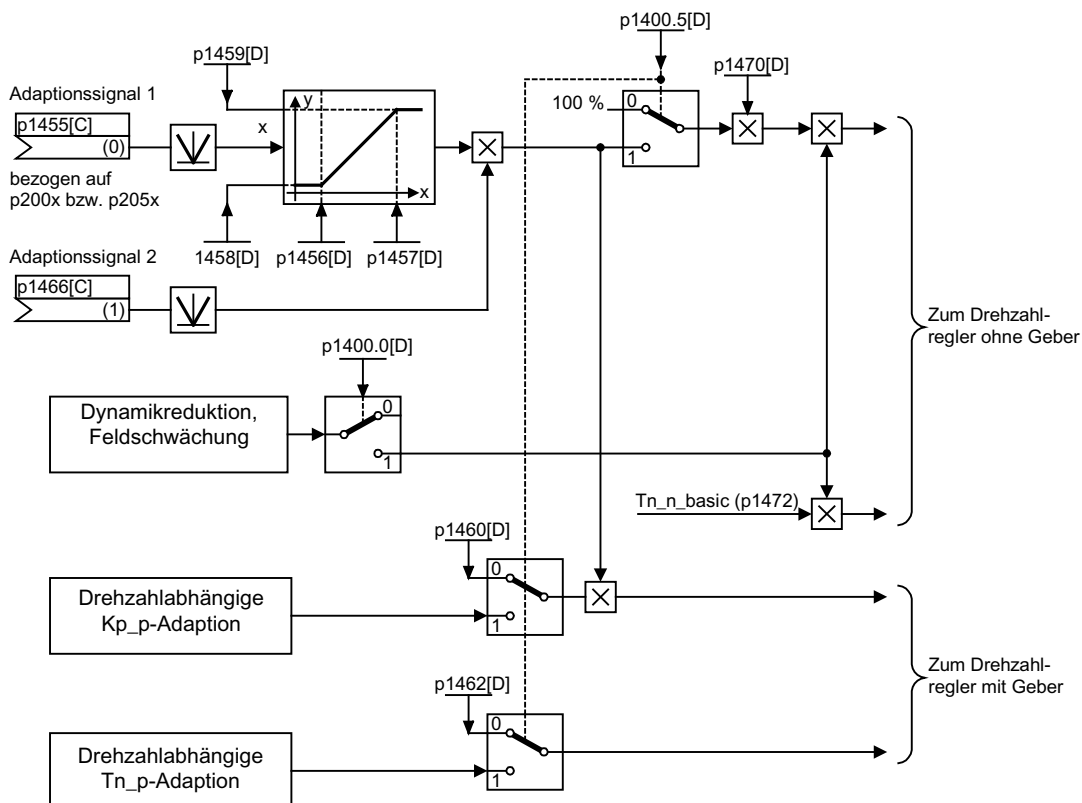 p1400.5[D]
p1459[D]
p1470[D]
Adaptionssignal 1
p1455[C]
(0)
x
y
x
100 %
0
1
bezogen auf
p200x bzw. p205x
1458[D]
p1456[D]
p1457[D]
Adaptionssignal 2
p1466[C]
(1)
Zum Drehzahl-
regler ohne Geber
p1400.0[D]
Dynamikreduktion,
Feldschwächung
0
1
Tn_n_basic (p1472)
p1460[D]
0
1
Drehzahlabhängige
Kp_p-Adaption
Zum Drehzahl-
regler mit Geber
p1462[D]
0
1
Drehzahlabhängige
Tn_p-Adaption